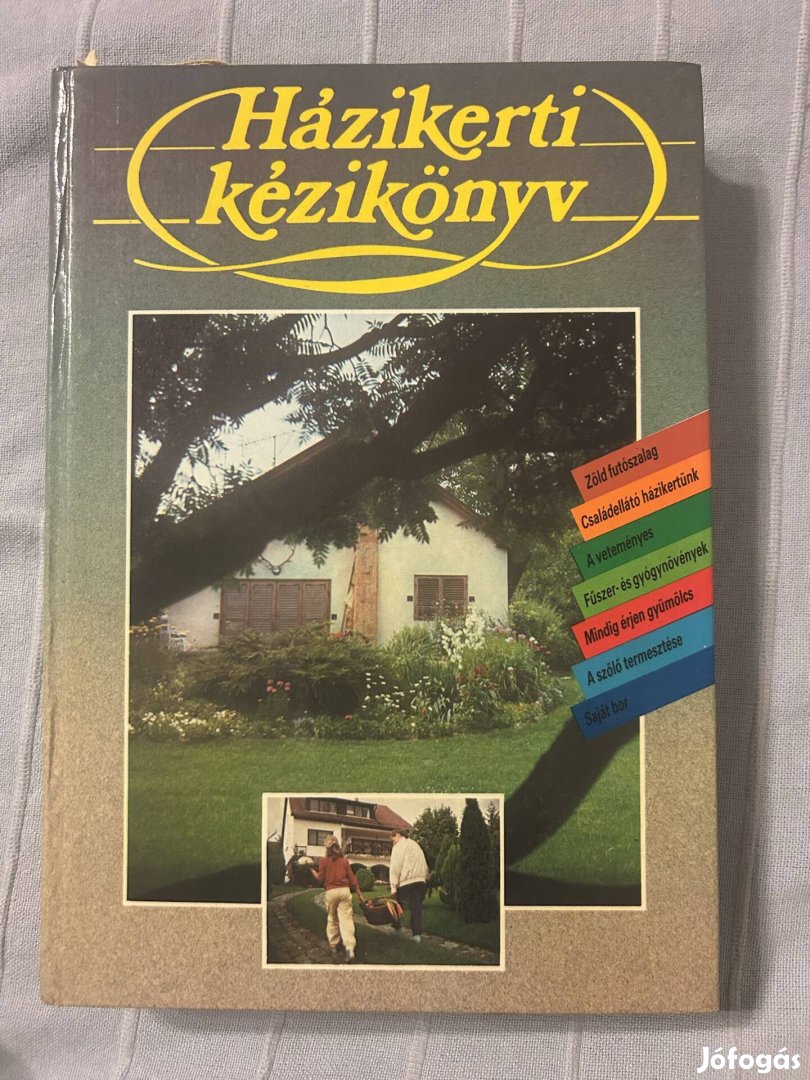 Házikerti
kézikönyv
Zöld futószalag
Családellátó házikertünk
A veteményes
Fűszer- és gyógynövények
Mindig érjen gyümölcs
A szőlő termesztése
Saját bor
Jófogás